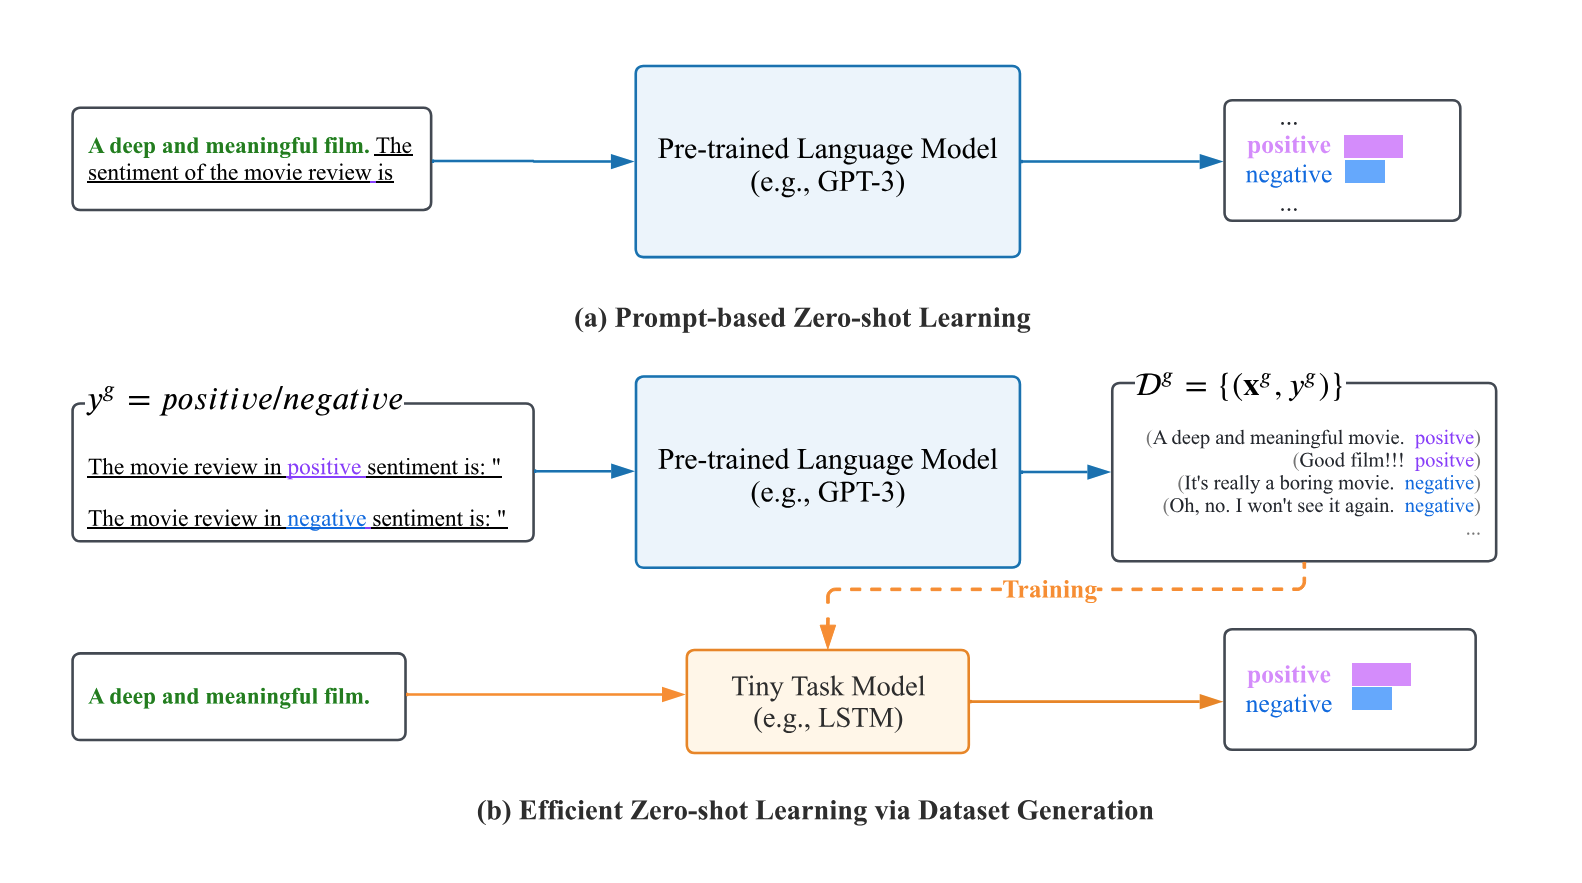 A deep and meaningful film. The
sentiment of the movie review is
Pre-trained Language Model
(e.g., GPT-3)
...
positive
negative
...
(a) Prompt-based Zero-shot Learning
y^g = positive/negative
The movie review in positive sentiment is: "
The movie review in negative sentiment is: "
Pre-trained Language Model
(e.g., GPT-3)
𝒟^g = {(𝐱^g, y^g)}
(A deep and meaningful movie. positve)
(Good film!!! positve)
(It's really a boring movie. negative)
(Oh, no. I won't see it again. negative)
...
Training
A deep and meaningful film.
Tiny Task Model
(e.g., LSTM)
positive
negative
(b) Efficient Zero-shot Learning via Dataset Generation